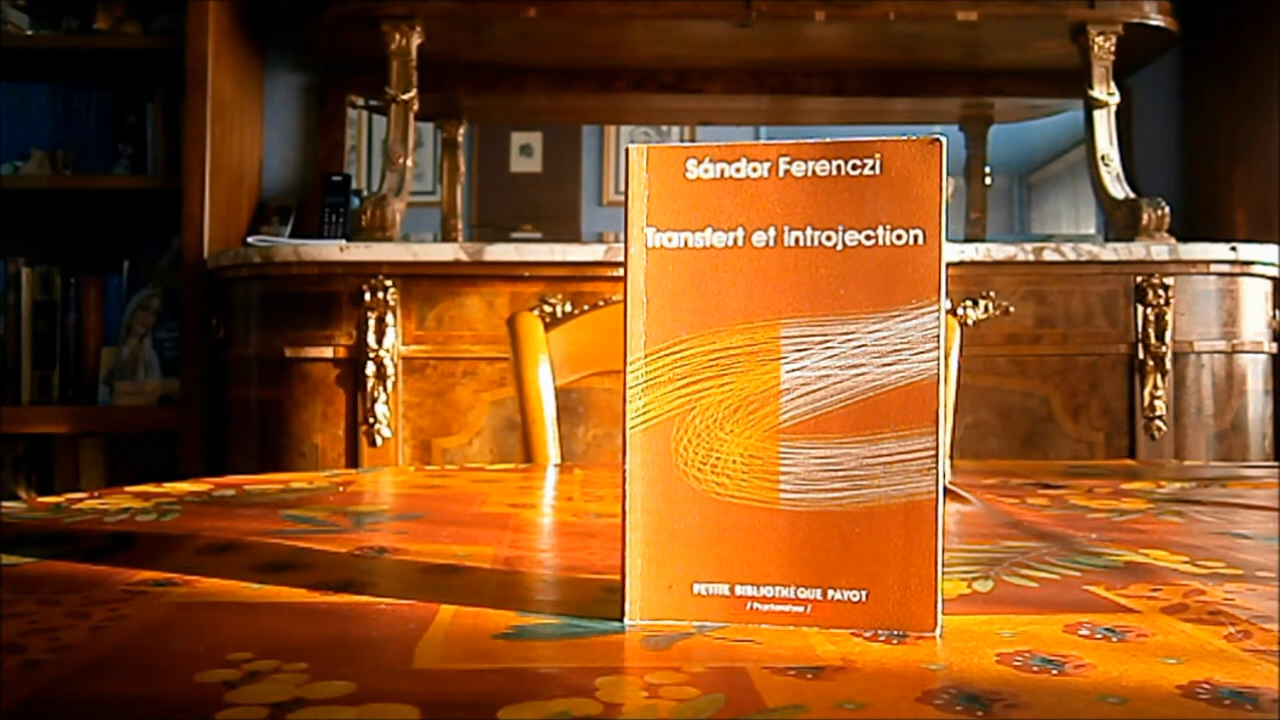 Sándor Ferenczi
Transfert et introjection
PETITE BIBLIOTHÈQUE PAYOT
/ Psychanalyse /